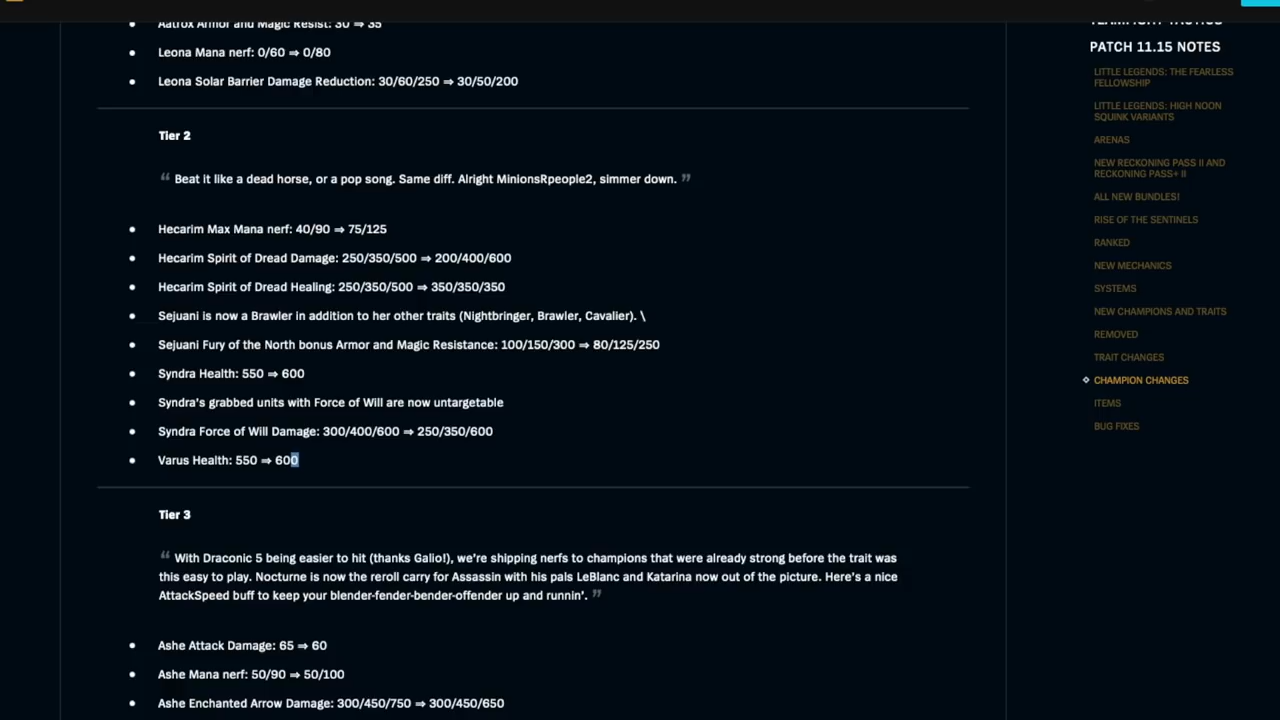 Aatrox Armor and Magic Resist: 30 ⇒ 35
Leona Mana nerf: 0/60 ⇒ 0/80
Leona Solar Barrier Damage Reduction: 30/60/250 ⇒ 30/50/200
Tier 2
“ Beat it like a dead horse, or a pop song. Same diff. Alright MinionsRpeople2, simmer down. ”
Hecarim Max Mana nerf: 40/90 ⇒ 75/125
Hecarim Spirit of Dread Damage: 250/350/500 ⇒ 200/400/600
Hecarim Spirit of Dread Healing: 250/350/500 ⇒ 350/350/350
Sejuani is now a Brawler in addition to her other traits (Nightbringer, Brawler, Cavalier). \
Sejuani Fury of the North bonus Armor and Magic Resistance: 100/150/300 ⇒ 80/125/250
Syndra Health: 550 ⇒ 600
Syndra's grabbed units with Force of Will are now untargetable
Syndra Force of Will Damage: 300/400/600 ⇒ 250/350/600
Varus Health: 550 ⇒ 600
Tier 3
“ With Draconic 5 being easier to hit (thanks Galio!), we're shipping nerfs to champions that were already strong before the trait was
this easy to play. Nocturne is now the reroll carry for Assassin with his pals LeBlanc and Katarina now out of the picture. Here's a nice
AttackSpeed buff to keep your blender-fender-bender-offender up and runnin'. ”
Ashe Attack Damage: 65 ⇒ 60
Ashe Mana nerf: 50/90 ⇒ 50/100
Ashe Enchanted Arrow Damage: 300/450/750 ⇒ 300/450/650
TEAMFIGHT TACTICS
PATCH 11.15 NOTES
LITTLE LEGENDS: THE FEARLESS
FELLOWSHIP
LITTLE LEGENDS: HIGH NOON
SQUINK VARIANTS
ARENAS
NEW RECKONING PASS II AND
RECKONING PASS+ II
ALL NEW BUNDLES!
RISE OF THE SENTINELS
RANKED
NEW MECHANICS
SYSTEMS
NEW CHAMPIONS AND TRAITS
REMOVED
TRAIT CHANGES
CHAMPION CHANGES
ITEMS
BUG FIXES